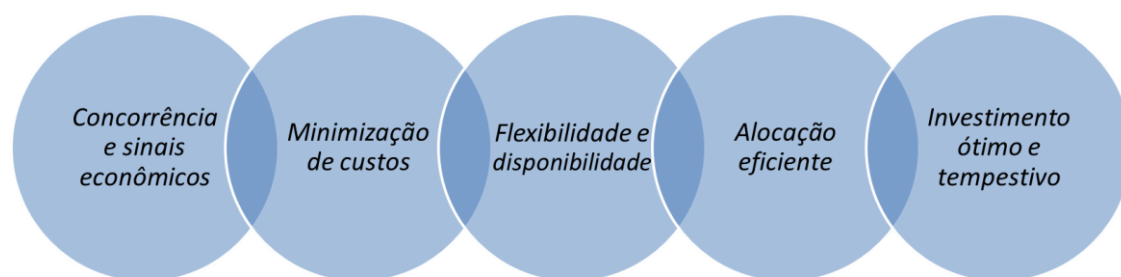 Concorrência
e sinais
econômicos
Minimização
de custos
Flexibilidade e
disponibilidade
Alocação
eficiente
Investimento
ótimo e
tempestivo